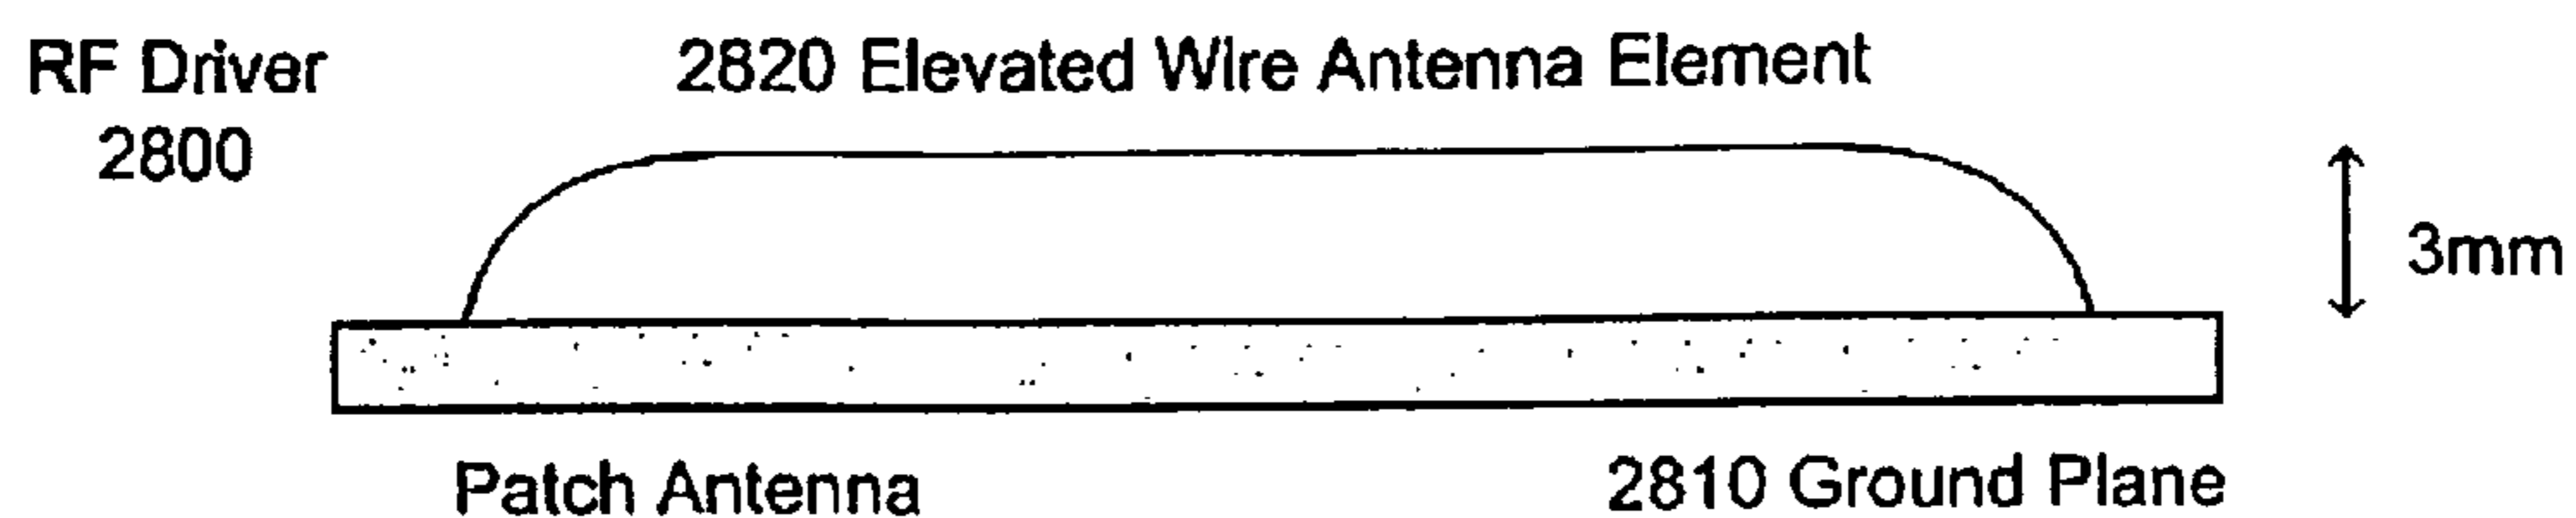 RF Driver
2800
2820 Elevated Wire Antenna Element
3mm
Patch Antenna
2810 Ground Plane